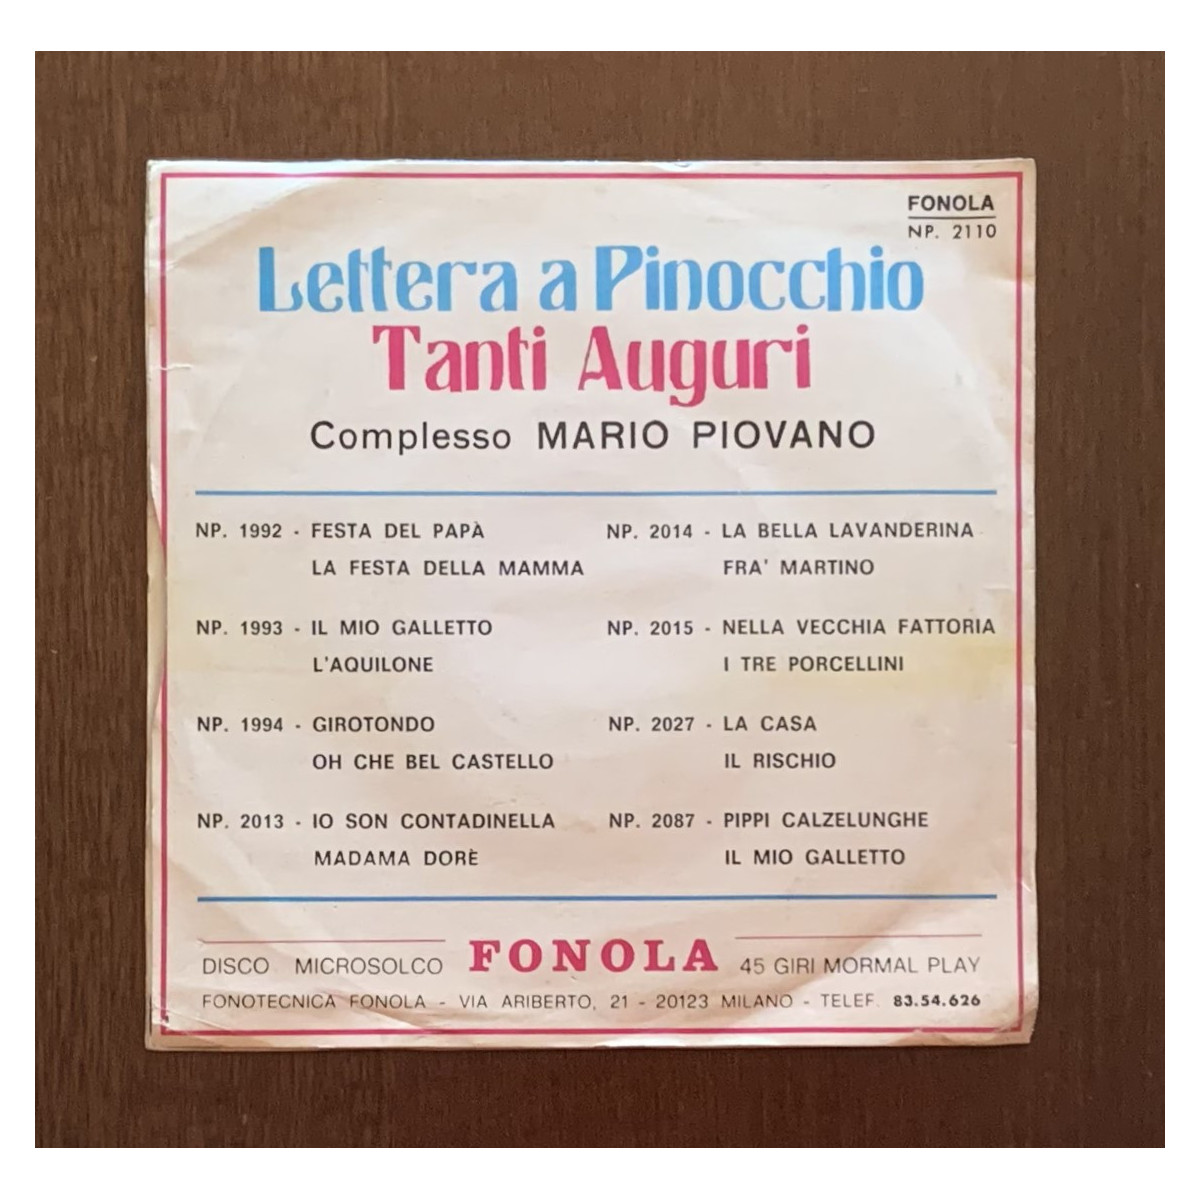 FONOLA
NP. 2110
Lettera a Pinocchio
Tanti Auguri
Complesso MARIO PIOVANO
NP. 1992 - FESTA DEL PAPÀ
LA FESTA DELLA MAMMA
NP. 1993 - IL MIO GALLETTO
L'AQUILONE
NP. 1994 - GIROTONDO
OH CHE BEL CASTELLO
NP. 2013 - IO SON CONTADINELLA
MADAMA DORÈ
NP. 2014 - LA BELLA LAVANDERINA
FRA' MARTINO
NP. 2015 - NELLA VECCHIA FATTORIA
I TRE PORCELLINI
NP. 2027 - LA CASA
IL RISCHIO
NP. 2087 - PIPPI CALZELUNGHE
IL MIO GALLETTO
DISCO MICROSOLCO FONOLA 45 GIRI MORMAL PLAY
FONOTECNICA FONOLA - VIA ARIBERTO, 21 - 20123 MILANO - TELEF. 83.54.626